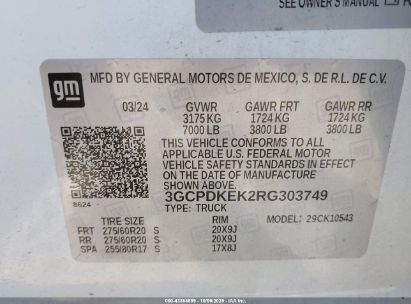 SEE OWNER'S MANUAL
gm
MFD BY GENERAL MOTORS DE MEXICO, S. DE R.L. DE C.V.
03/24 GVWR GAWR FRT GAWR RR
3175 KG 1724 KG 1724 KG
7000 LB 3800 LB 3800 LB
THIS VEHICLE CONFORMS TO ALL
APPLICABLE U.S. FEDERAL MOTOR
VEHICLE SAFETY STANDARDS IN EFFECT
ON THE DATE OF MANUFACTURE
SHOWN ABOVE.
8624
3GCPDKEK2RG303749
TYPE: TRUCK MODEL: 29CK10543
TIRE SIZE RIM
FRT 275/60R20 S 20X9J
RR 275/60R20 S 20X9J
SPA 255/80R17 S 17X8J